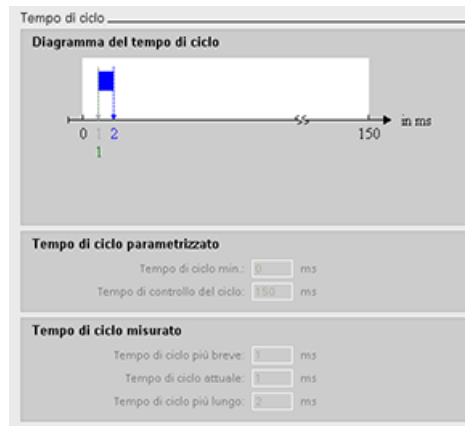 Tempo di ciclo
Diagramma del tempo di ciclo
0 1 2 150 in ms
1
Tempo di ciclo parametrizzato
Tempo di ciclo min.: 0 ms
Tempo di controllo del ciclo: 150 ms
Tempo di ciclo misurato
Tempo di ciclo più breve: 1 ms
Tempo di ciclo attuale: 1 ms
Tempo di ciclo più lungo: 2 ms